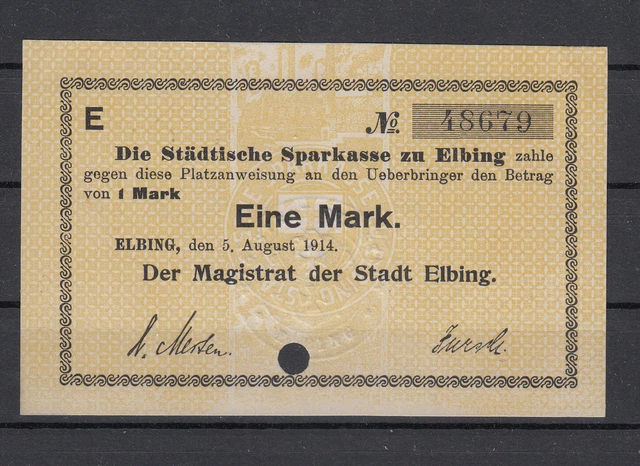 E
No. 48679
Die Städtische Sparkasse zu Elbing zahle
gegen diese Platzanweisung an den Ueberbringer den Betrag
von 1 Mark
Eine Mark.
ELBING, den 5. August 1914.
Der Magistrat der Stadt Elbing.